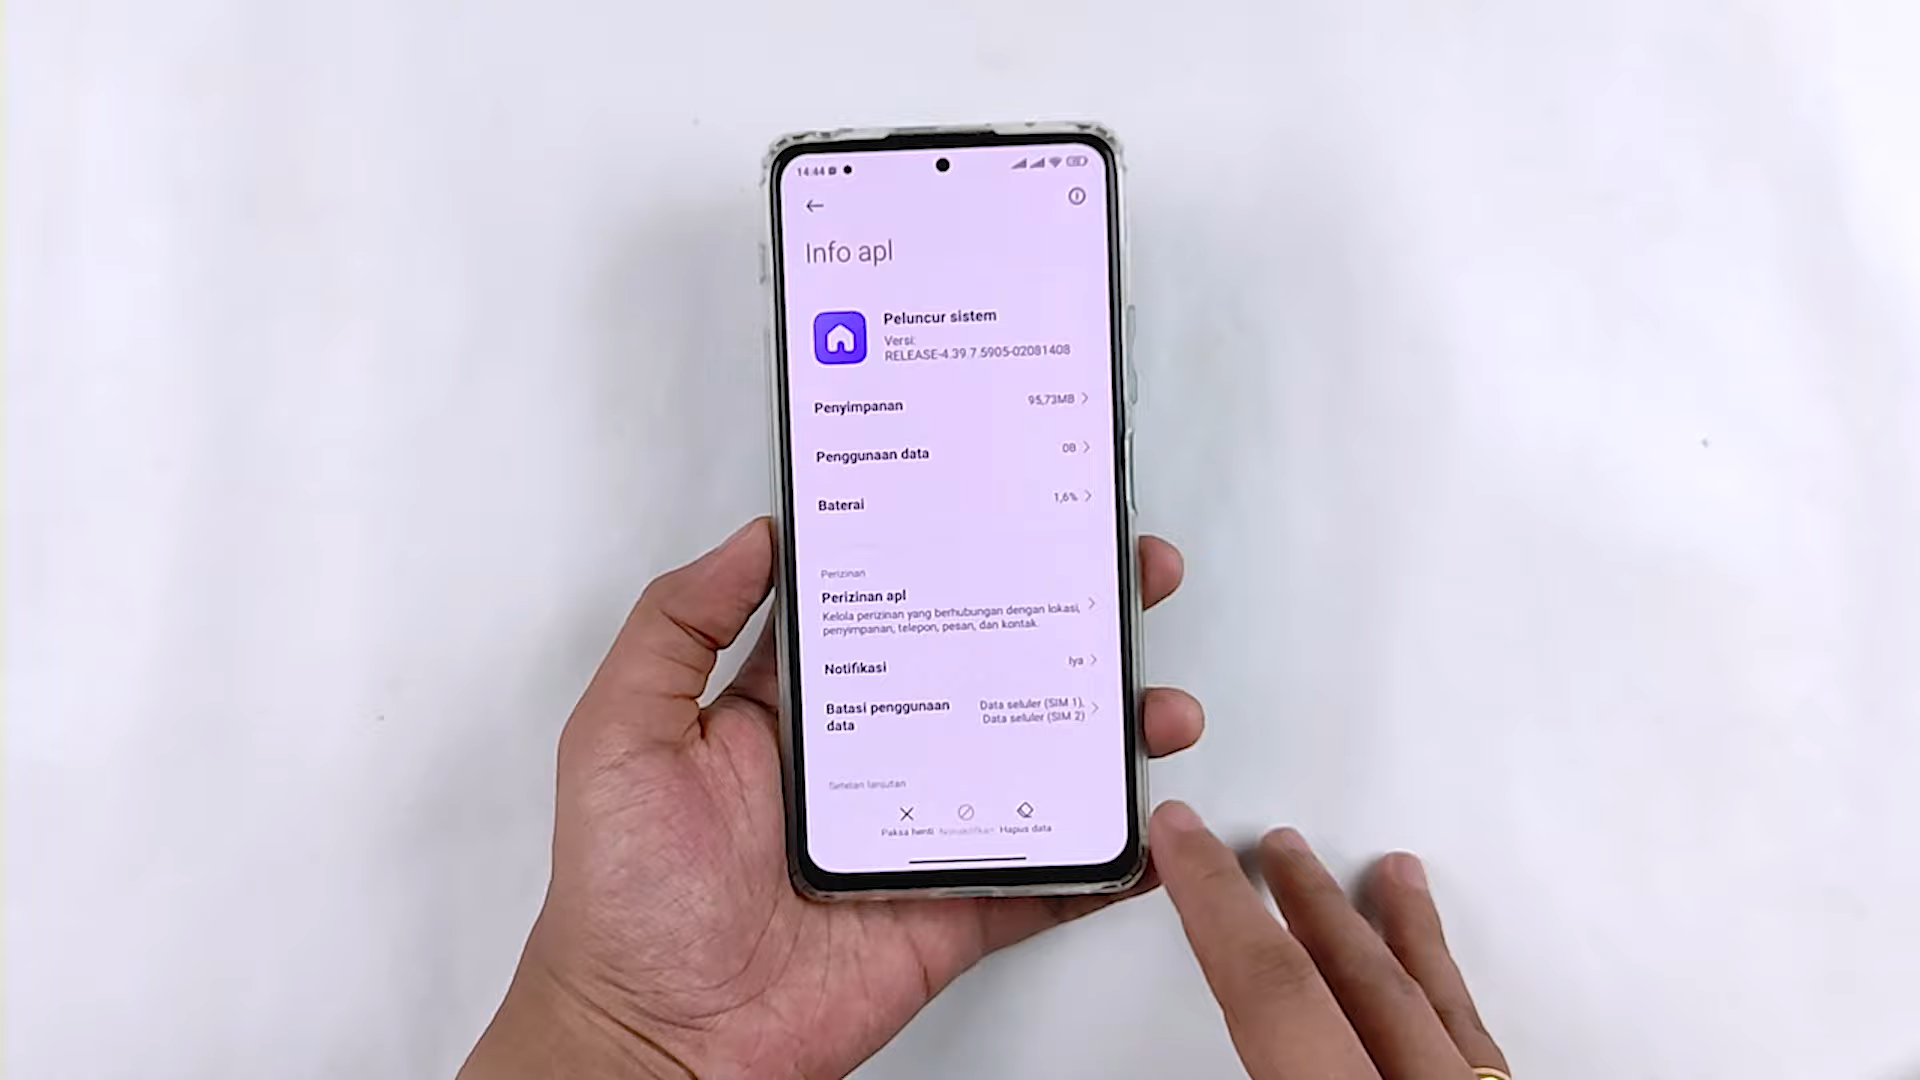 14.44
Info apl
Peluncur sistem
Versi:
RELEASE-4.39.7.5905-02081408
Penyimpanan 95,73MB
Penggunaan data 0B
Baterai 1,6%
Perizinan
Perizinan apl
Kelola perizinan yang berhubungan dengan lokasi,
penyimpanan, telepon, pesan, dan kontak.
Notifikasi Iya
Batasi penggunaan data Data seluler (SIM 1),
Data seluler (SIM 2)
Setelan lanjutan
Paksa henti Nonaktifkan Hapus data